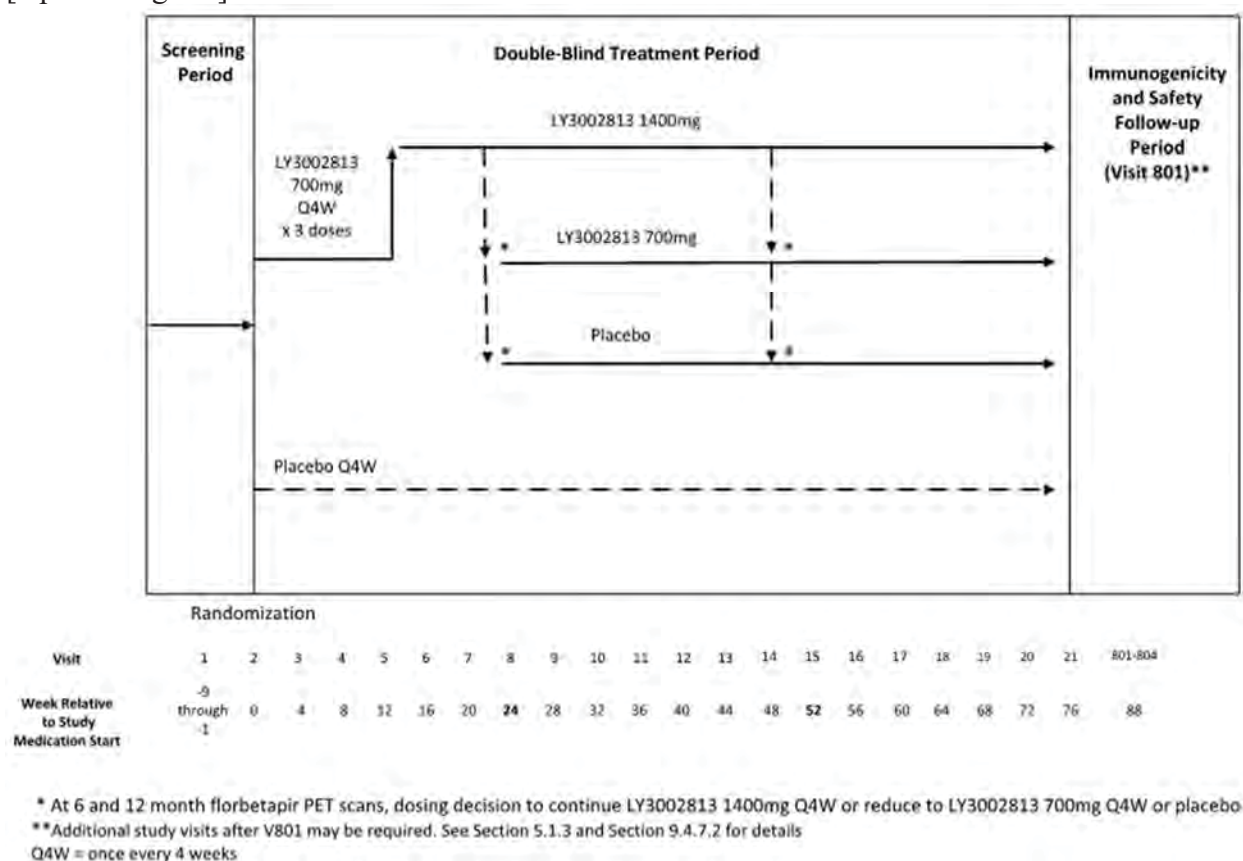 Screening
Period
Double-Blind Treatment Period
Immunogenicity
and Safety
Follow-up
Period
(Visit 801)**
LY3002813 1400mg
LY3002813
700mg
Q4W
x 3 doses
* LY3002813 700mg *
Placebo
* *
Placebo Q4W
Randomization
Visit 1 2 3 4 5 6 7 8 9 10 11 12 13 14 15 16 17 18 19 20 21 801-804
Week Relative
to Study
Medication Start
-9
through
-1
0 4 8 12 16 20 24 28 32 36 40 44 48 52 56 60 64 68 72 76 88
* At 6 and 12 month florbetapir PET scans, dosing decision to continue LY3002813 1400mg Q4W or reduce to LY3002813 700mg Q4W or placebo
**Additional study visits after V801 may be required. See Section 5.1.3 and Section 9.4.7.2 for details
Q4W = once every 4 weeks